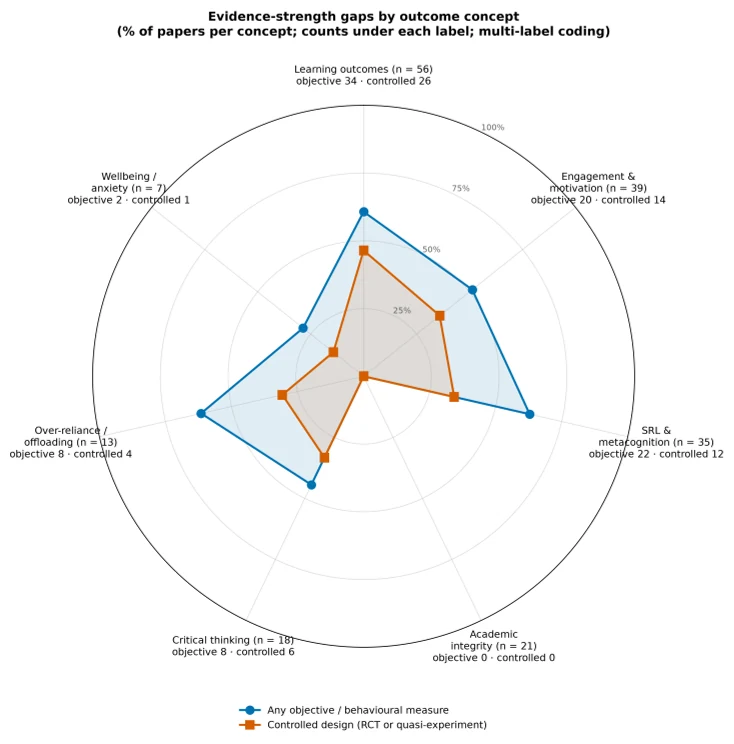 Evidence-strength gaps by outcome concept
(% of papers per concept; counts under each label; multi-label coding)
Learning outcomes (n = 56)
objective 34 · controlled 26
100%
Wellbeing /
anxiety (n = 7)
objective 2 · controlled 1
Engagement &
motivation (n = 39)
objective 20 · controlled 14
75%
50%
25%
Over-reliance /
offloading (n = 13)
objective 8 · controlled 4
SRL &
metacognition (n = 35)
objective 22 · controlled 12
Critical thinking (n = 18)
objective 8 · controlled 6
Academic
integrity (n = 21)
objective 0 · controlled 0
Any objective / behavioural measure
Controlled design (RCT or quasi-experiment)